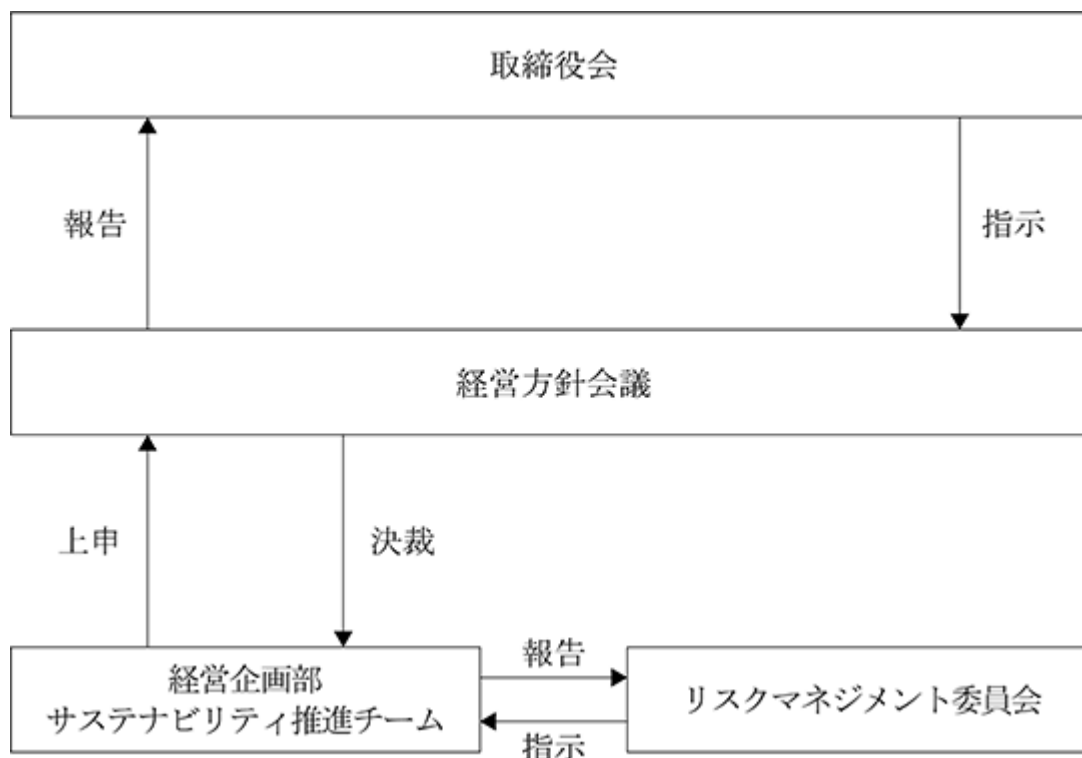 取締役会
報告
指示
経営方針会議
上申
決裁
経営企画部
サステナビリティ推進チーム
報告
リスクマネジメント委員会
指示